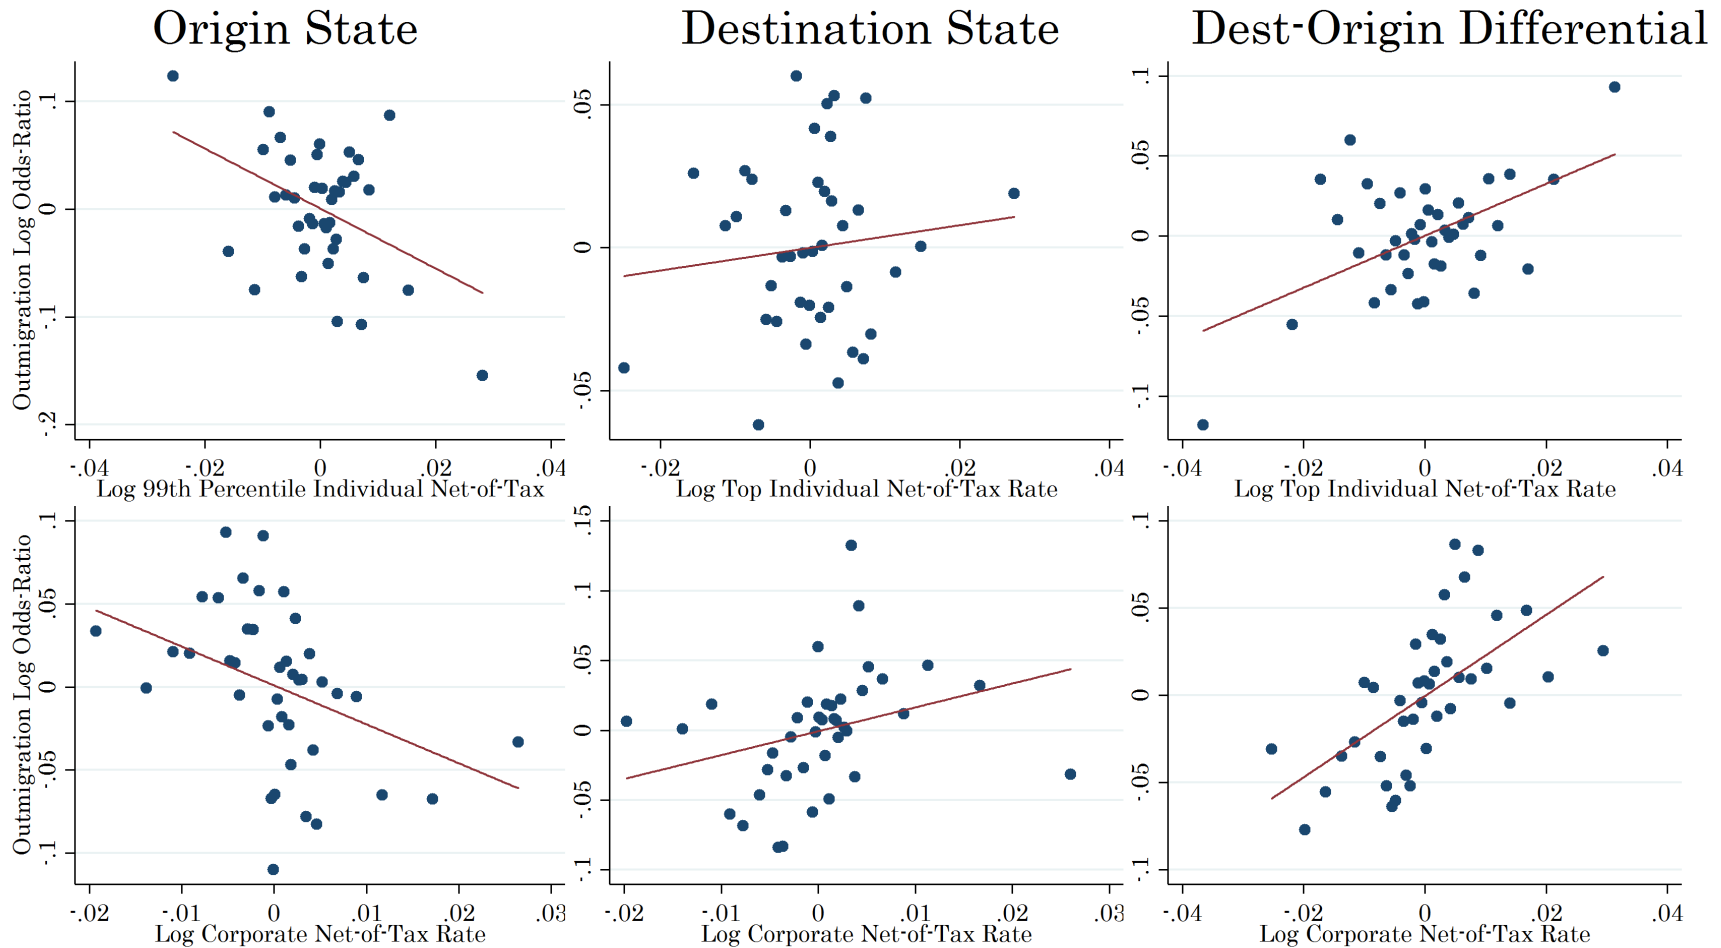 Origin State
Destination State
Dest-Origin Differential
Outmigration Log Odds-Ratio
.1
0
-.1
-.2
-.04 -.02 0 .02 .04
Log 99th Percentile Individual Net-of-Tax
.05
0
-.05
-.02 0 .02 .04
Log Top Individual Net-of-Tax Rate
.1
.05
0
-.05
-.1
-.04 -.02 0 .02 .04
Log Top Individual Net-of-Tax Rate
Outmigration Log Odds-Ratio
.1
.05
0
-.05
-.1
-.02 -.01 0 .01 .02 .03
Log Corporate Net-of-Tax Rate
.15
.1
.05
0
-.05
-.1
-.02 -.01 0 .01 .02 .03
Log Corporate Net-of-Tax Rate
.1
.05
0
-.05
-.1
-.04 -.02 0 .02 .04
Log Corporate Net-of-Tax Rate